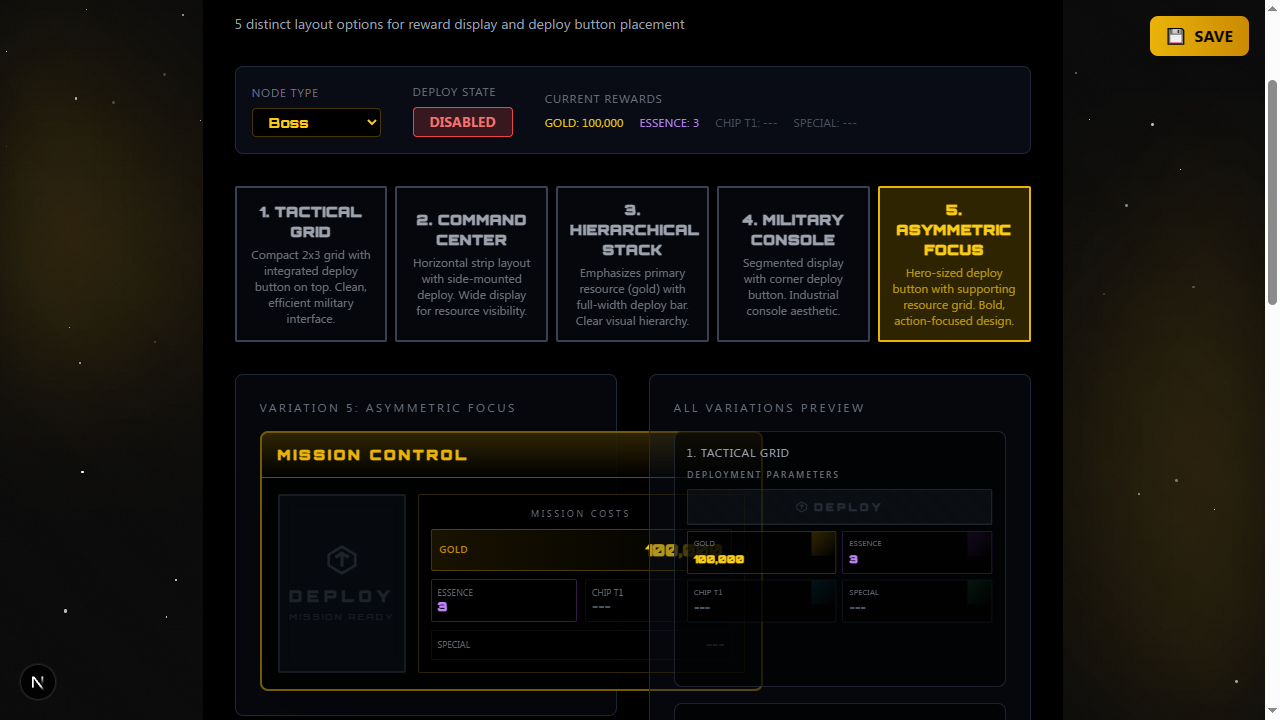 5 distinct layout options for reward display and deploy button placement
SAVE
NODE TYPE
Boss
DEPLOY STATE
DISABLED
CURRENT REWARDS
GOLD: 100,000 ESSENCE: 3 CHIP T1: --- SPECIAL: ---
1. TACTICAL
GRID
Compact 2x3 grid with
integrated deploy
button on top. Clean,
efficient military
interface.
2. COMMAND
CENTER
Horizontal strip layout
with side-mounted
deploy. Wide display
for resource visibility.
3.
HIERARCHICAL
STACK
Emphasizes primary
resource (gold) with
full-width deploy bar.
Clear visual hierarchy.
4. MILITARY
CONSOLE
Segmented display
with corner deploy
button. Industrial
console aesthetic.
5.
ASYMMETRIC
FOCUS
Hero-sized deploy
button with supporting
resource grid. Bold,
action-focused design.
VARIATION 5: ASYMMETRIC FOCUS
MISSION CONTROL
DEPLOY
MISSION READY
MISSION COSTS
GOLD
100,000
ESSENCE
3
CHIP T1
---
SPECIAL
---
ALL VARIATIONS PREVIEW
1. TACTICAL GRID
DEPLOYMENT PARAMETERS
DEPLOY
GOLD
100,000
ESSENCE
3
CHIP T1
---
SPECIAL
---
N